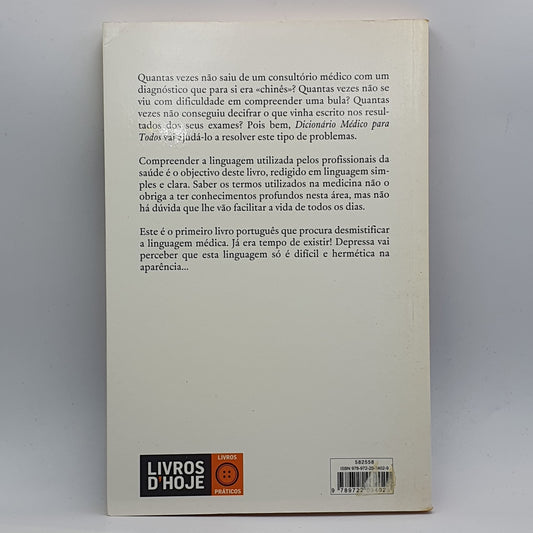 Quantas vezes não saiu de um consultório médico com um
diagnóstico que para si era «chinês»? Quantas vezes não se
viu com dificuldade em compreender uma bula? Quantas
vezes não conseguiu decifrar o que vinha escrito nos resul-
tados dos seus exames? Pois bem, Dicionário Médico para
Todos vai ajudá-lo a resolver este tipo de problemas.
Compreender a linguagem utilizada pelos profissionais da
saúde é o objectivo deste livro, redigido em linguagem sim-
ples e clara. Saber os termos utilizados na medicina não o
obriga a ter conhecimentos profundos nesta área, mas não
há dúvida que lhe vão facilitar a vida de todos os dias.
Este é o primeiro livro português que procura desmistificar
a linguagem médica. Já era tempo de existir! Depressa vai
perceber que esta linguagem só é difícil e hermética na
aparência...
LIVROS
D'HOJE
LIVROS
PRÁTICOS
582558